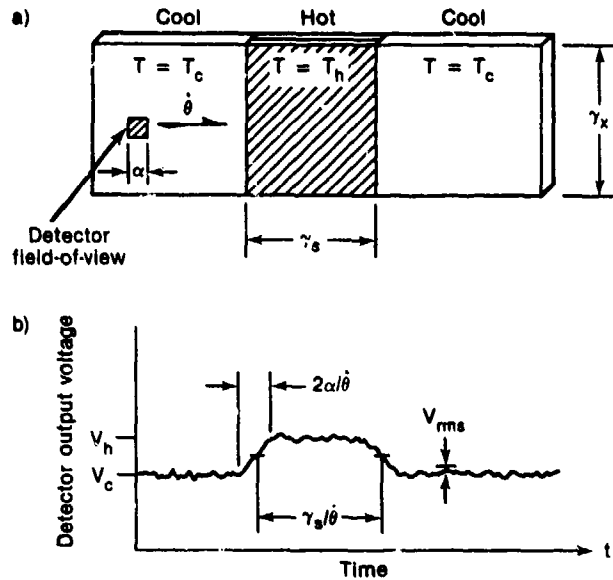 a)
Cool Hot Cool
T = T_c T = T_h T = T_c
θ̇
α
γ_x
Detector
field-of-view
γ_s
b)
Detector output voltage
2α/θ̇
V_rms
V_h
V_c
γ_s/θ̇
t
Time